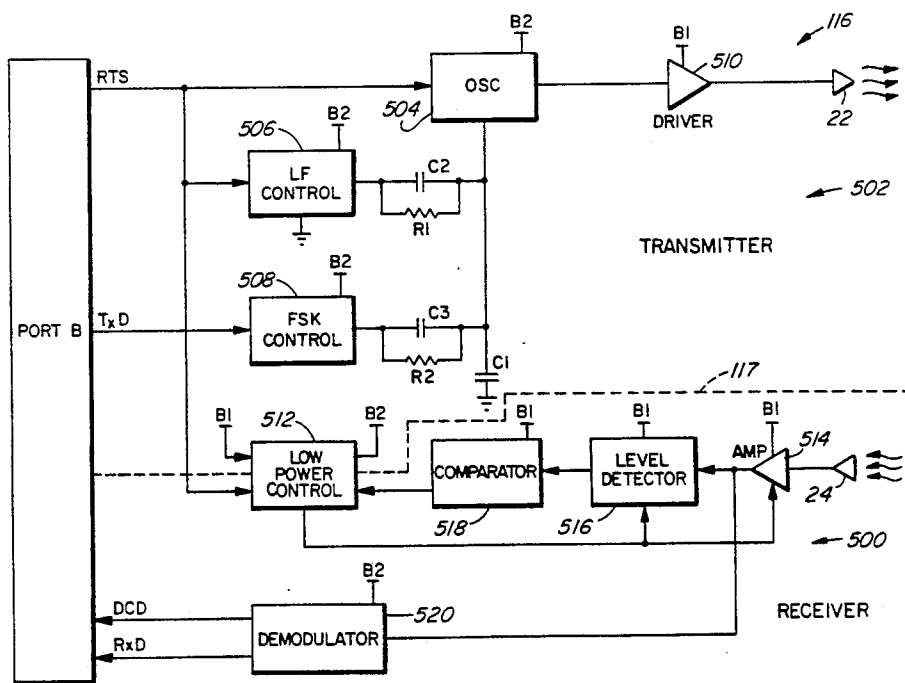 B2
116
B1
510
RTS
OSC
504
DRIVER
22
506
B2
LF
CONTROL
C2
R1
502
TRANSMITTER
508
B2
TxD
FSK
CONTROL
C3
R2
PORT B
C1
117
B1
512
B2
LOW
POWER
CONTROL
B1
COMPARATOR
518
B1
LEVEL
DETECTOR
516
B1
AMP
514
24
500
B2
520
DCD
DEMODULATOR
RxD
RECEIVER